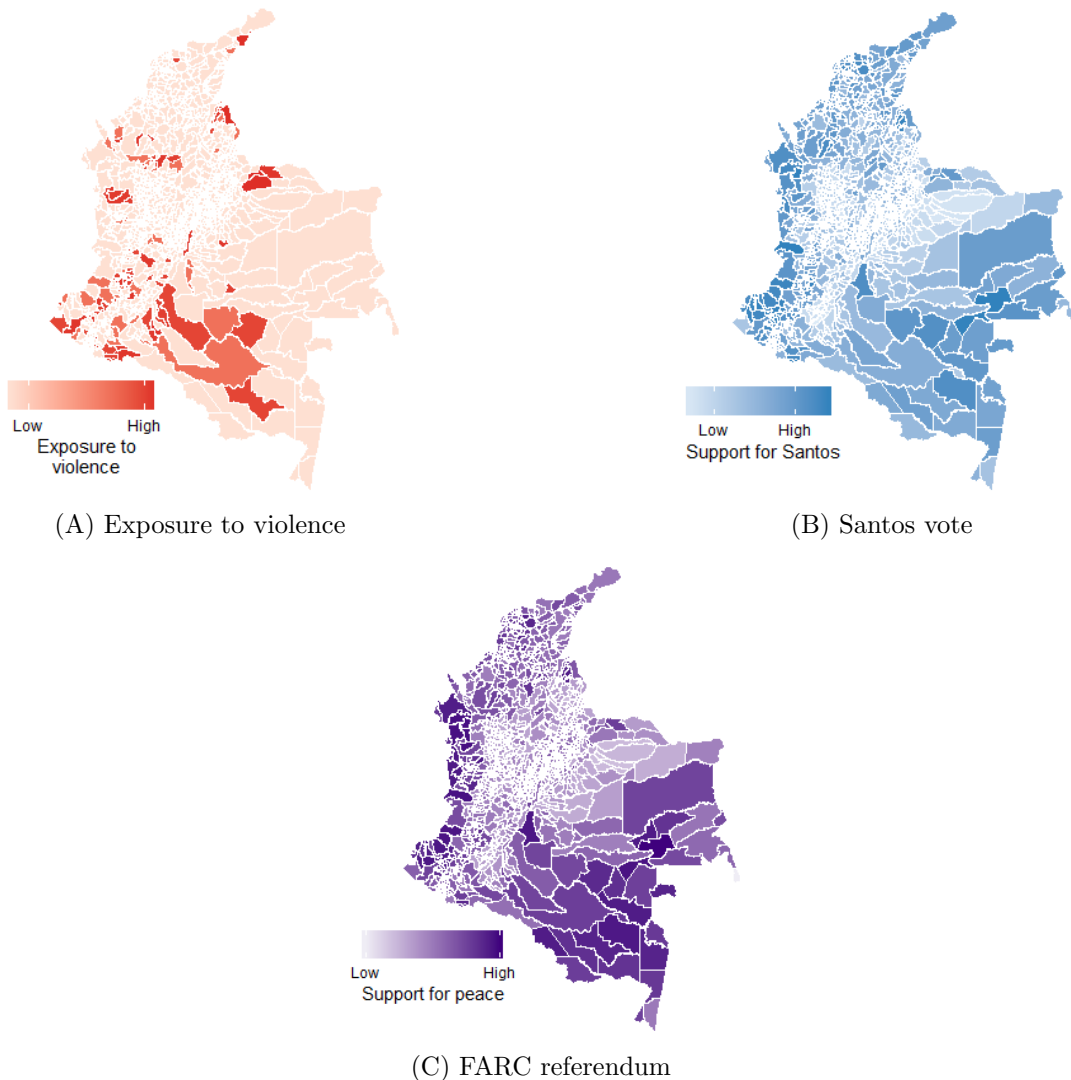 Low High
Exposure to
violence
(A) Exposure to violence
Low High
Support for Santos
(B) Santos vote
Low High
Support for peace
(C) FARC referendum